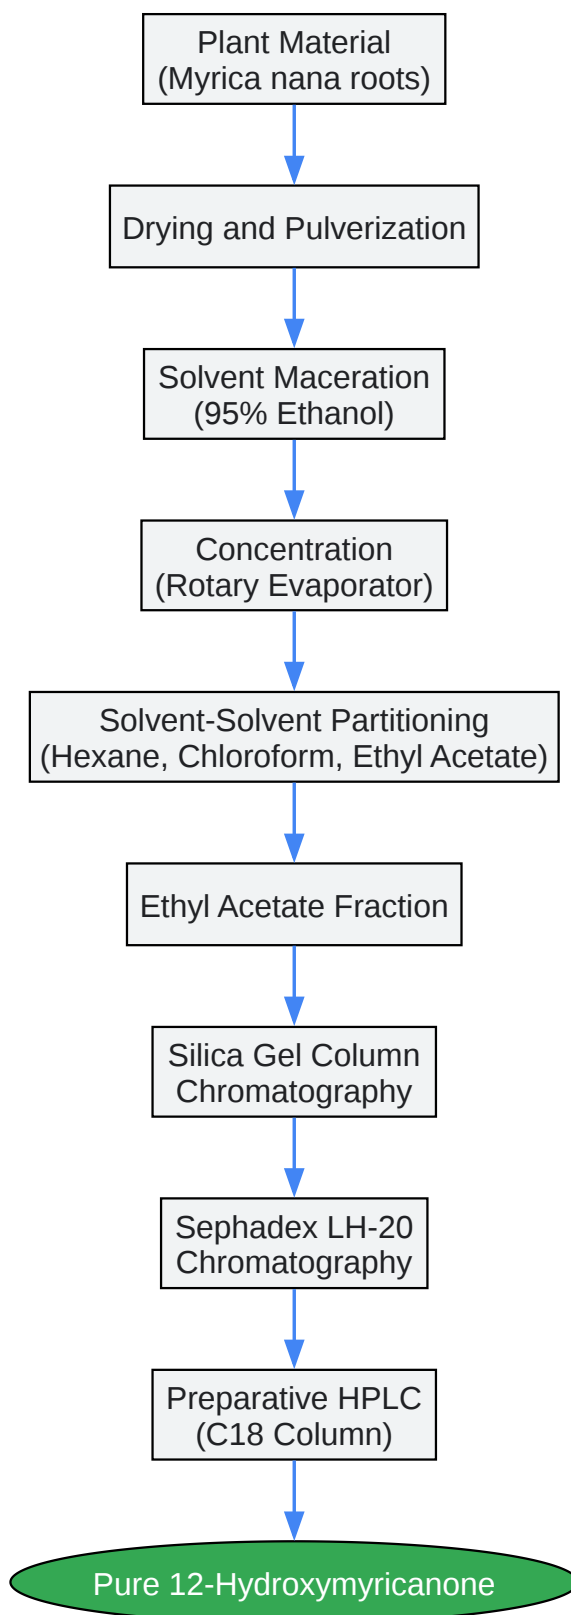 Plant Material
(Myrica nana roots)
Drying and Pulverization
Solvent Maceration
(95% Ethanol)
Concentration
(Rotary Evaporator)
Solvent-Solvent Partitioning
(Hexane, Chloroform, Ethyl Acetate)
Ethyl Acetate Fraction
Silica Gel Column
Chromatography
Sephadex LH-20
Chromatography
Preparative HPLC
(C18 Column)
Pure 12-Hydroxymyricanone